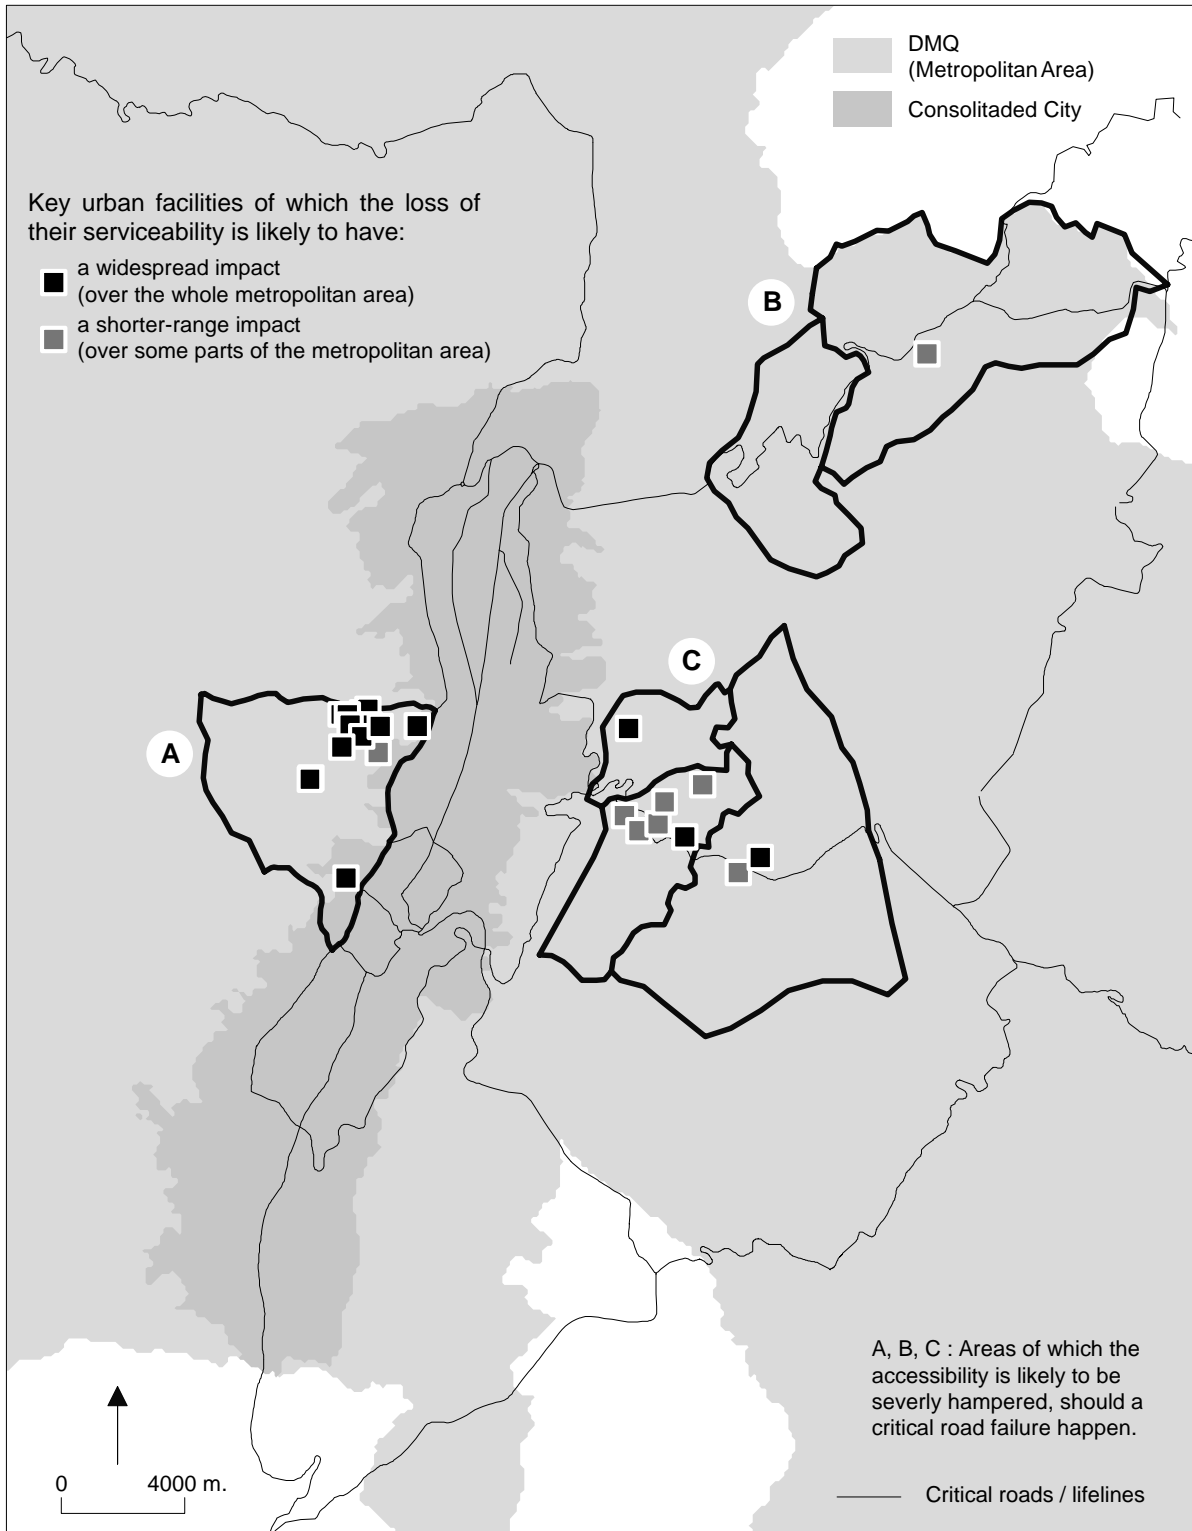 DMQ
(Metropolitan Area)
Consolitaded City
Key urban facilities of which the loss of
their serviceability is likely to have:
a widespread impact
(over the whole metropolitan area)
a shorter-range impact
(over some parts of the metropolitan area)
B
C
A
A, B, C : Areas of which the
accessibility is likely to be
severly hampered, should a
critical road failure happen.
0 4000 m.
Critical roads / lifelines